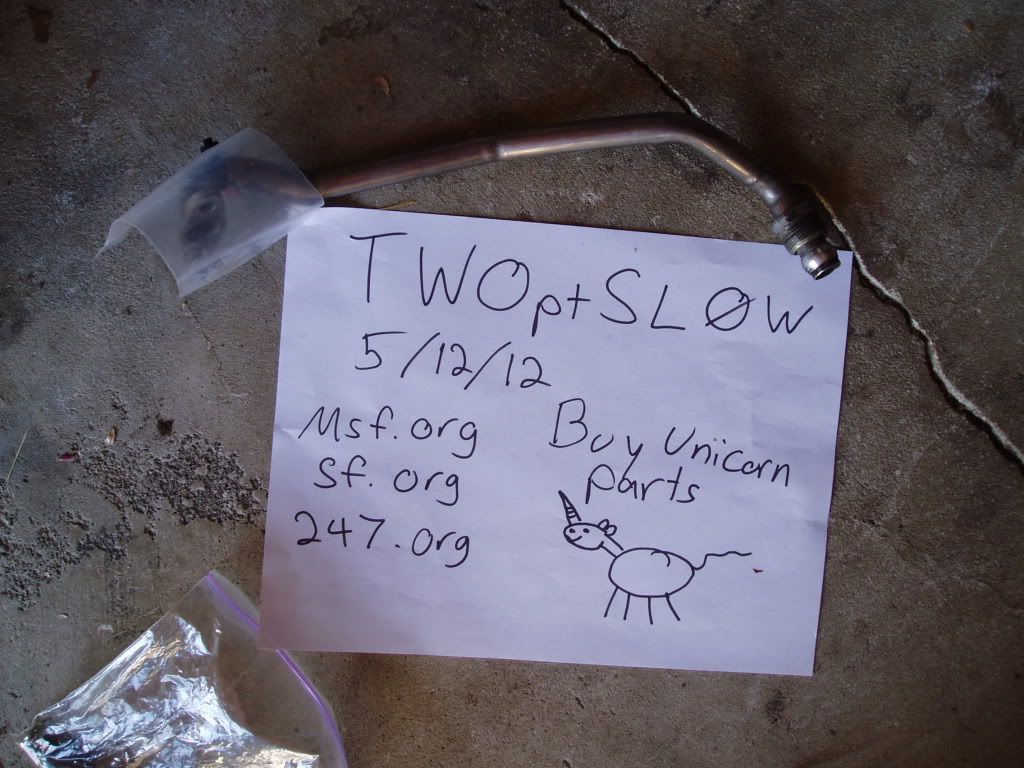 TWOptSLØW
5/12/12
Msf.org
Sf.org
247.org
Buy Unicorn
parts